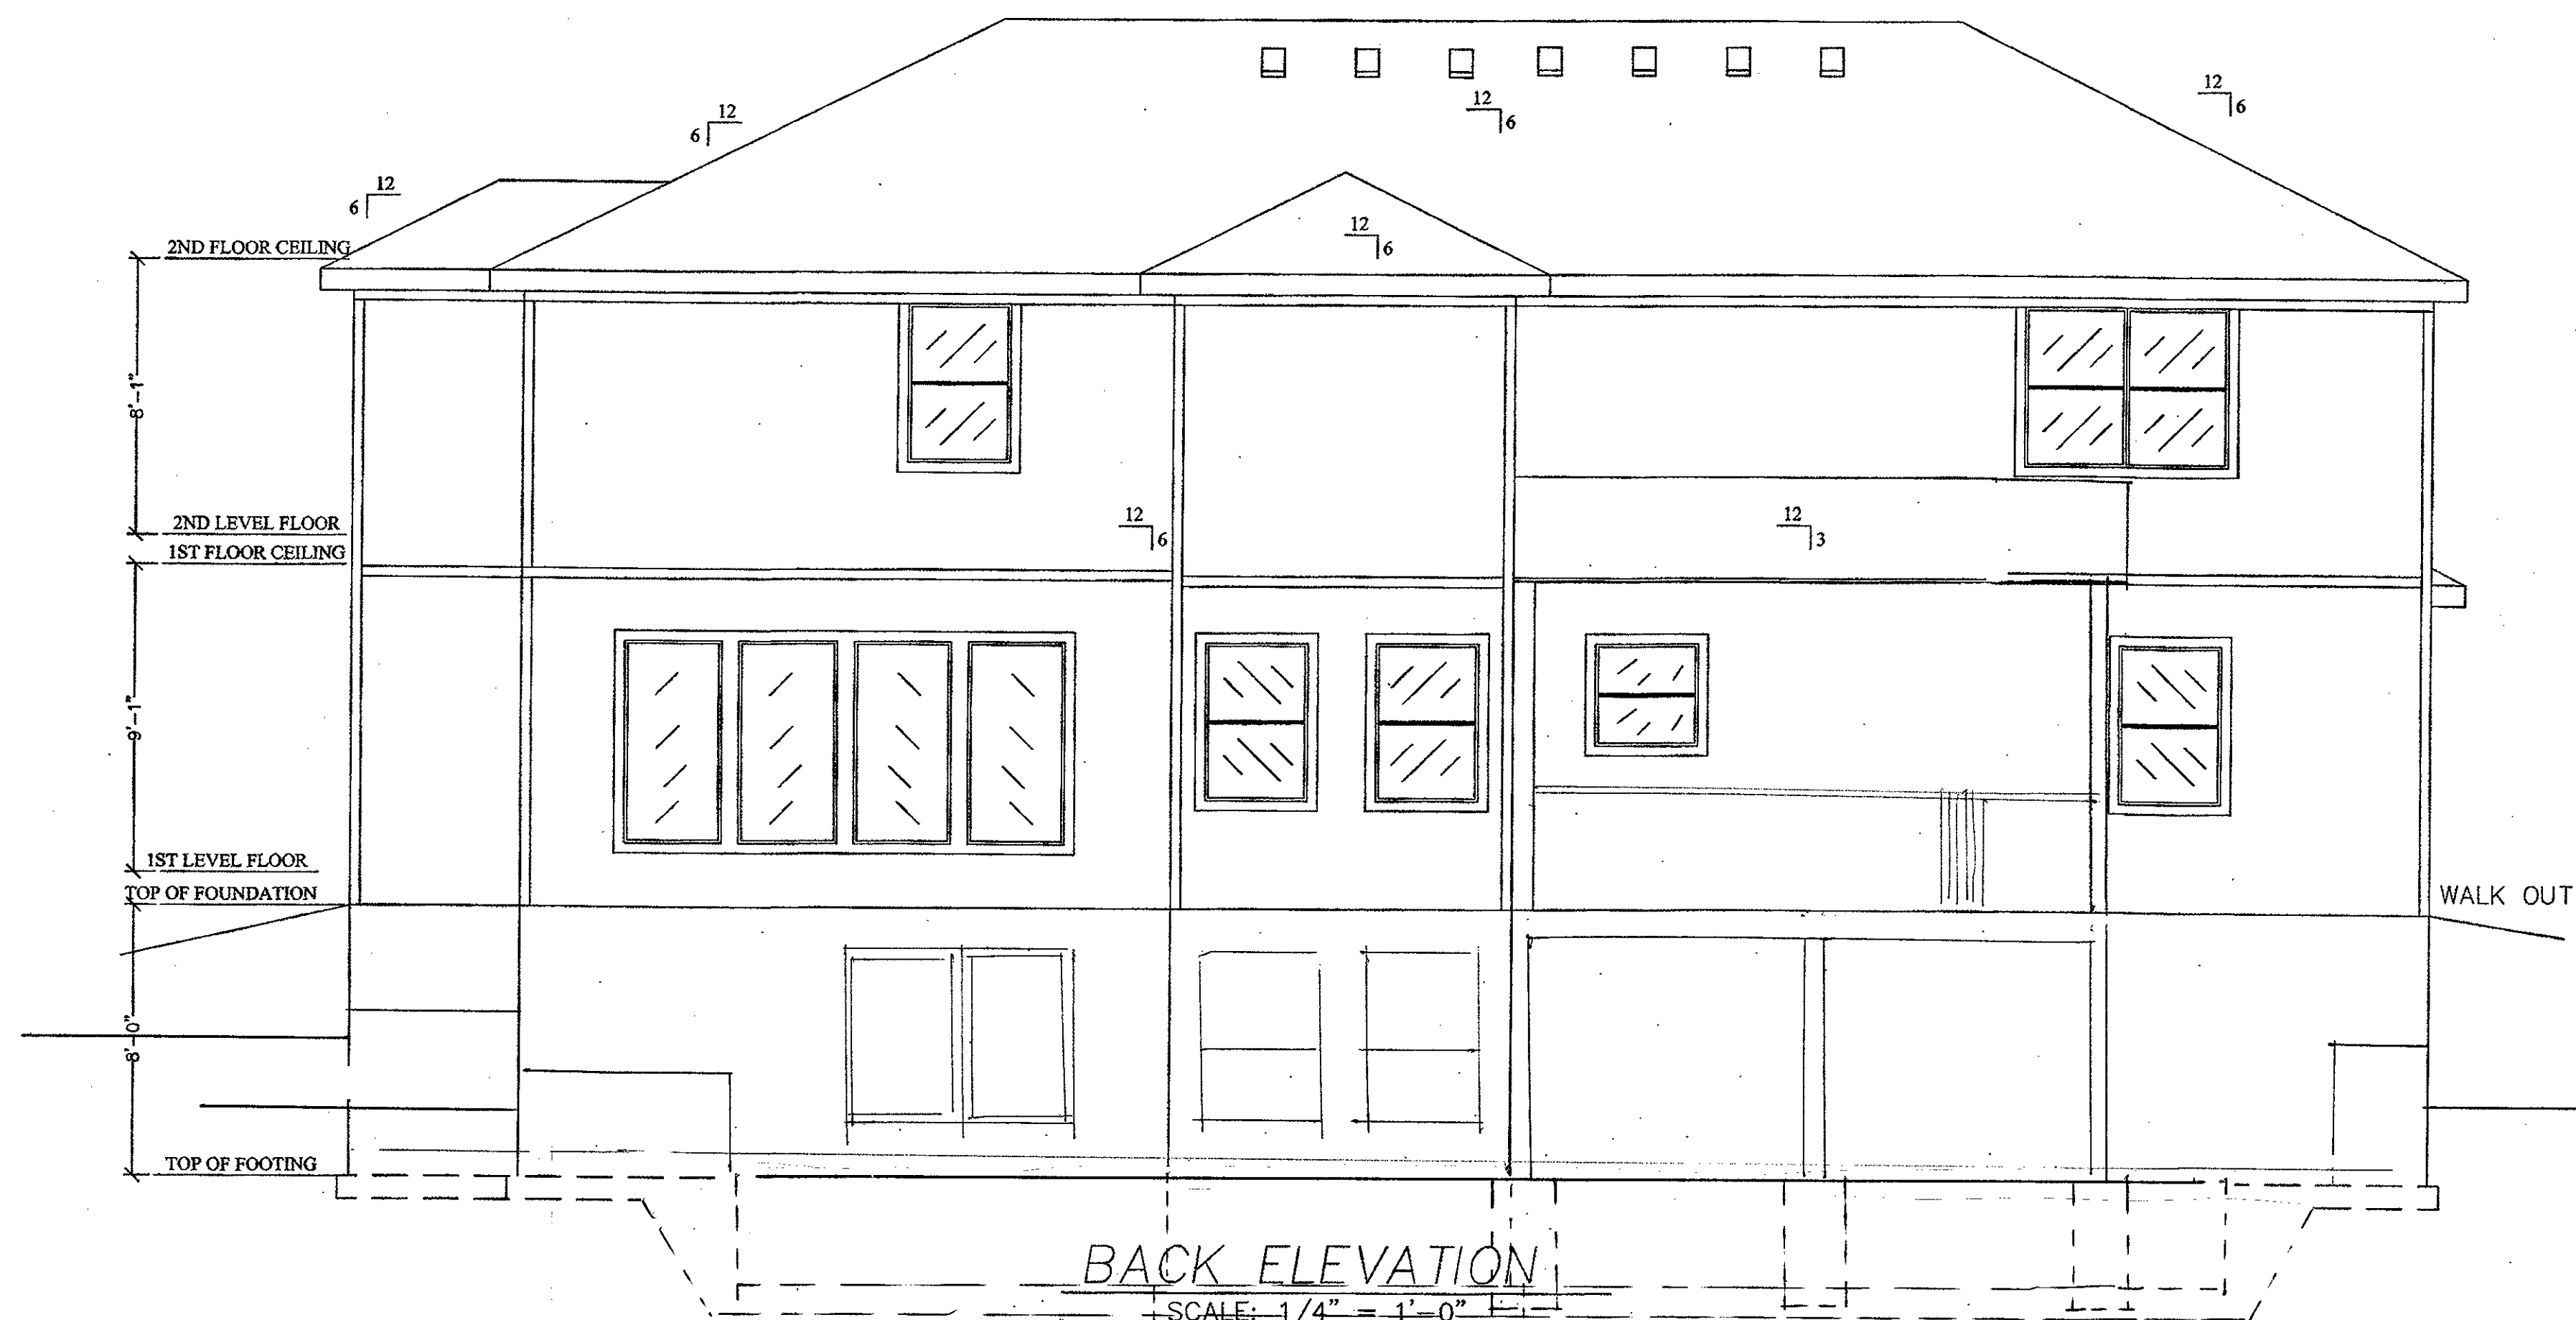 12
6
12
6
12
6
12
6
12
6
2ND FLOOR CEILING
8'-1"
2ND LEVEL FLOOR
1ST FLOOR CEILING
12
6
12
3
9'-1"
1ST LEVEL FLOOR
TOP OF FOUNDATION
WALK OUT
8'-0"
TOP OF FOOTING
BACK ELEVATION
SCALE: 1/4" = 1'-0"